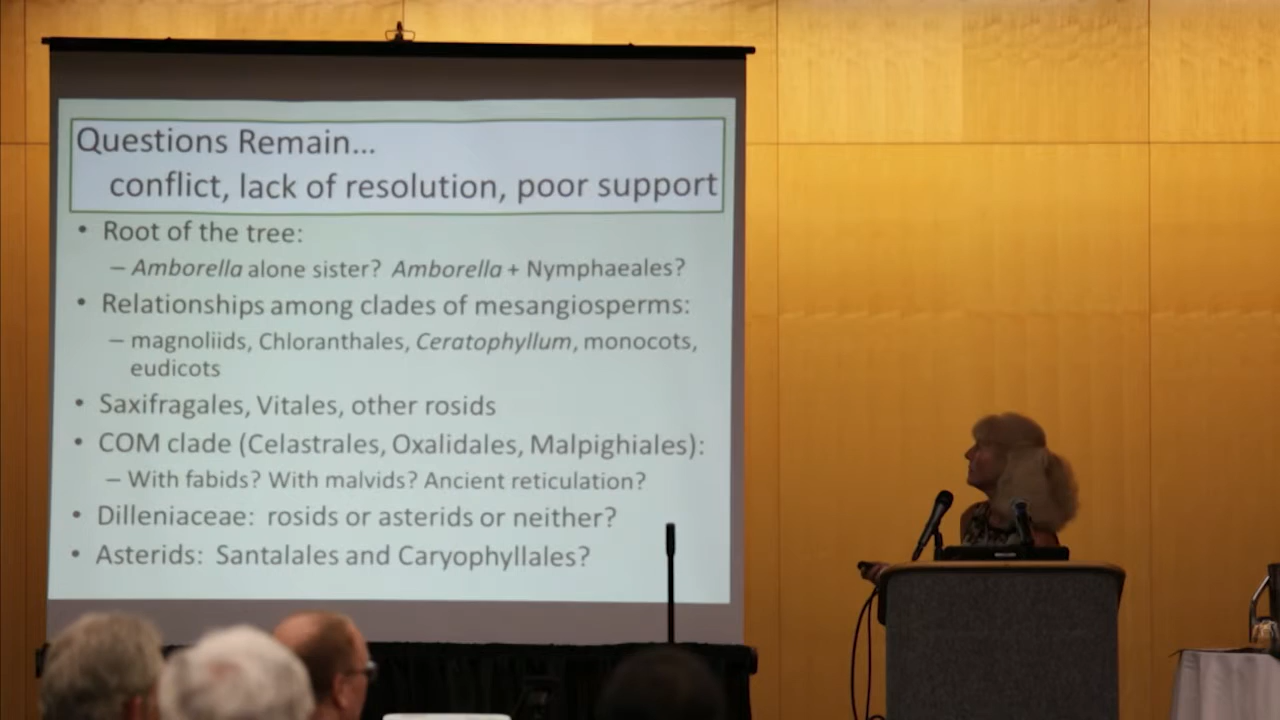 Questions Remain...
conflict, lack of resolution, poor support
• Root of the tree:
– Amborella alone sister? Amborella + Nymphaeales?
• Relationships among clades of mesangiosperms:
– magnoliids, Chloranthales, Ceratophyllum, monocots,
eudicots
• Saxifragales, Vitales, other rosids
• COM clade (Celastrales, Oxalidales, Malpighiales):
– With fabids? With malvids? Ancient reticulation?
• Dilleniaceae: rosids or asterids or neither?
• Asterids: Santalales and Caryophyllales?